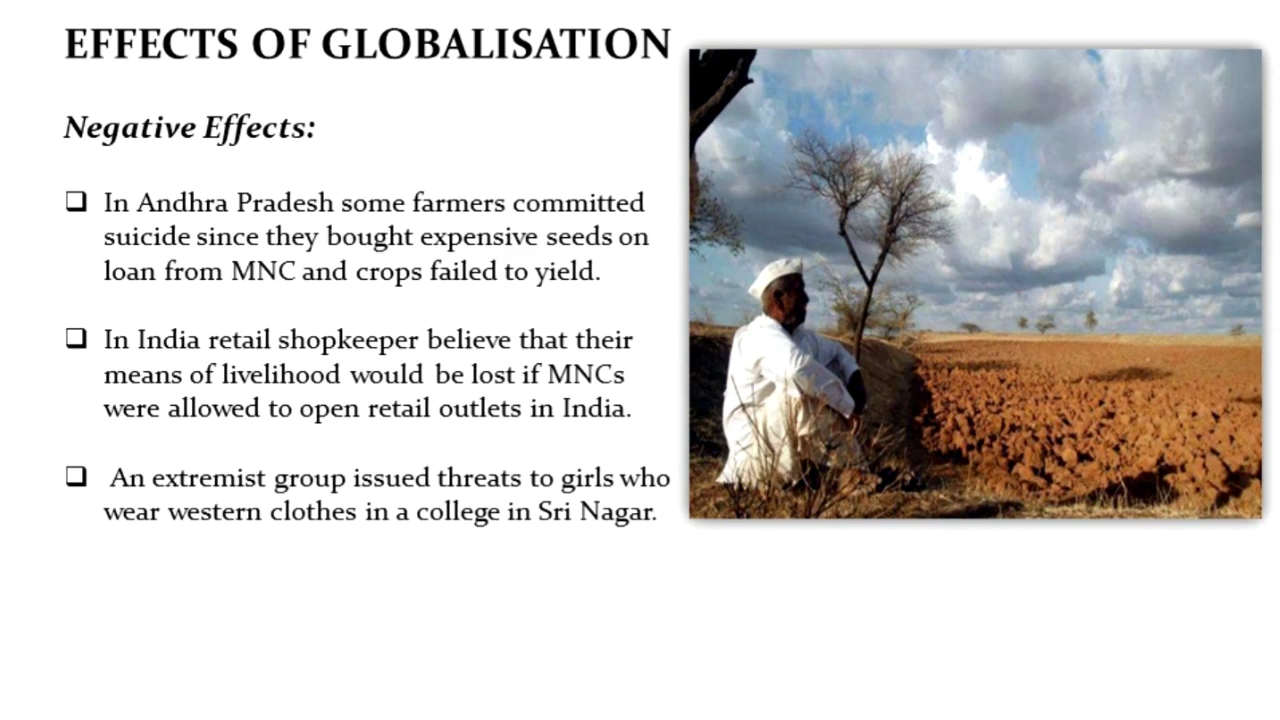 EFFECTS OF GLOBALISATION
Negative Effects:
❑ In Andhra Pradesh some farmers committed
suicide since they bought expensive seeds on
loan from MNC and crops failed to yield.
❑ In India retail shopkeeper believe that their
means of livelihood would be lost if MNCs
were allowed to open retail outlets in India.
❑ An extremist group issued threats to girls who
wear western clothes in a college in Sri Nagar.